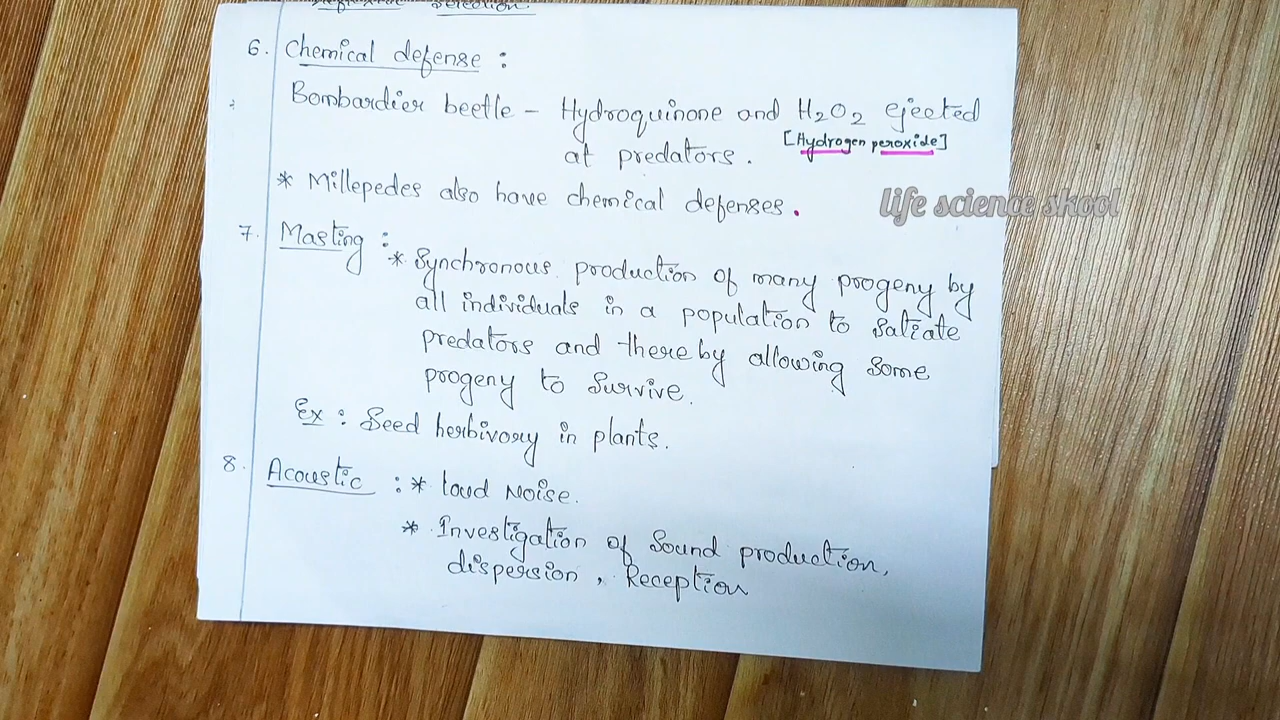 selection
6. Chemical defense :
Bombardier beetle - Hydroquinone and H2O2 ejected
[Hydrogen peroxide]
at predators.
* Millepedes also have chemical defenses.
life science skool
7. Masting :
* Synchronous production of many progeny by
all individuals in a population to satiate
predators and thereby allowing some
progeny to survive.
Ex : Seed herbivory in plants.
8. Acoustic : * Loud Noise.
* Investigation of Sound production,
dispersion, Reception